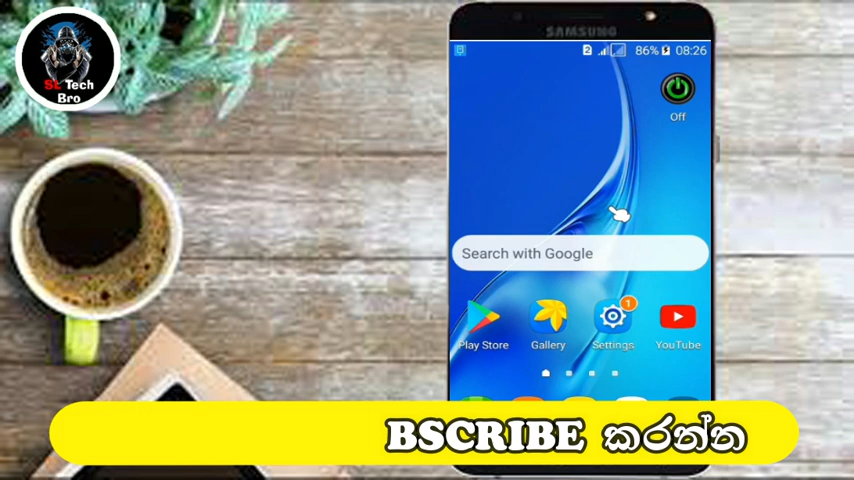 SL Tech
Bro
SAMSUNG
2 86% 08:26
Off
Search with Google
1
Play Store Gallery Settings YouTube
BSCRIBE කරන්න